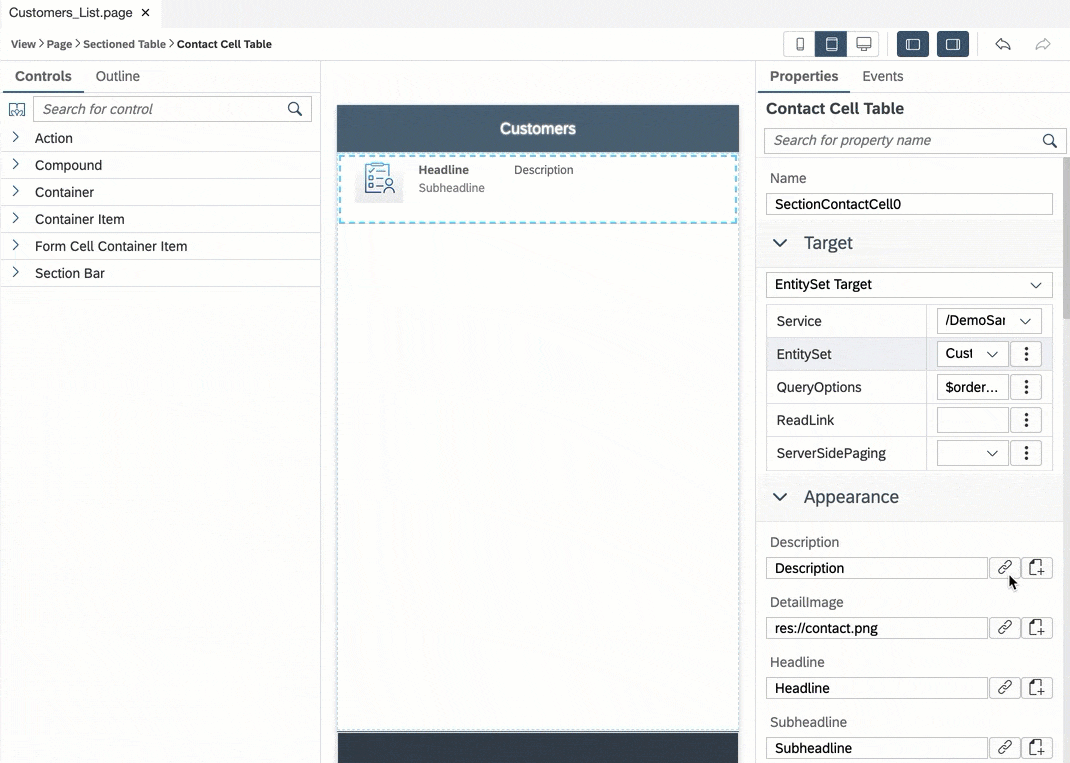 Customers_List.page ×
View > Page > Sectioned Table > Contact Cell Table
Controls Outline
Search for control
Action
Compound
Container
Container Item
Form Cell Container Item
Section Bar
Customers
Headline Description
Subheadline
Properties Events
Contact Cell Table
Search for property name
Name
SectionContactCell0
Target
EntitySet Target
Service /DemoSar
EntitySet Cust
QueryOptions $order...
ReadLink
ServerSidePaging
Appearance
Description
Description
DetailImage
res://contact.png
Headline
Headline
Subheadline
Subheadline